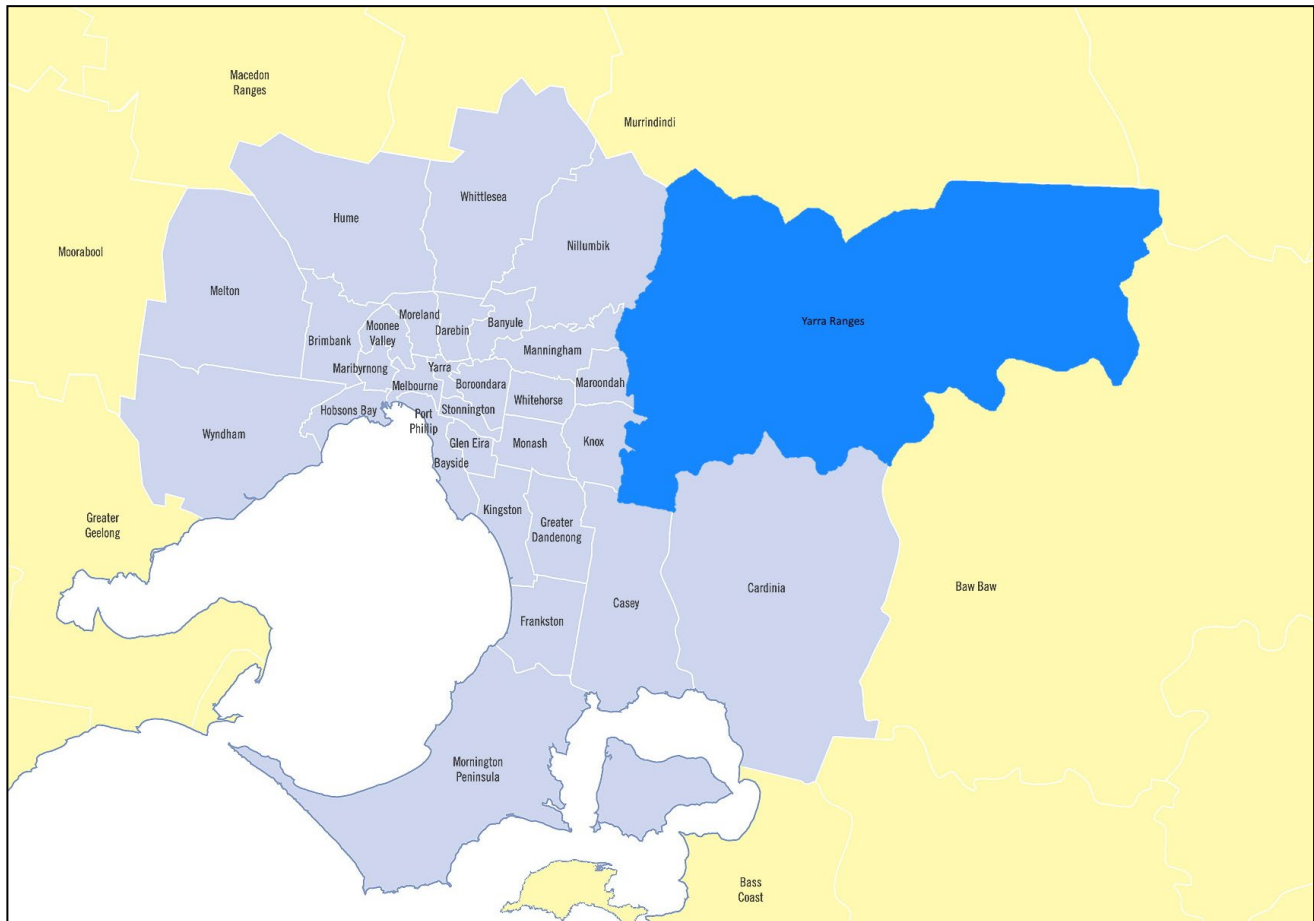 Macedon
Ranges
Murrindindi
Whittlesea
Hume
Nillumbik
Moorabool
Melton
Moreland
Banyule
Moonee
Valley
Darebin
Yarra Ranges
Brimbank
Manningham
Maribyrnong
Yarra
Melbourne
Boroondara
Maroondah
Whitehorse
Hobsons Bay
Port
Phillip
Stonnington
Wyndham
Glen Eira
Monash
Knox
Bayside
Kingston
Greater
Geelong
Greater
Dandenong
Cardinia
Baw Baw
Casey
Frankston
Mornington
Peninsula
Bass
Coast